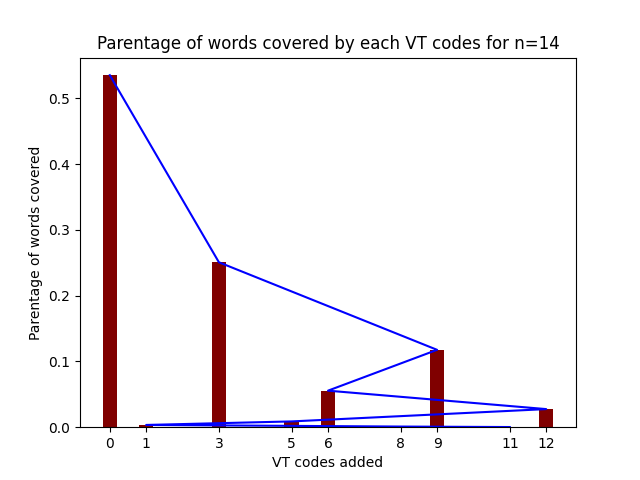 Parentage of words covered by each VT codes for n=14
Parentage of words covered
0.5
0.4
0.3
0.2
0.1
0.0
0 1 3 5 6 8 9 11 12
VT codes added